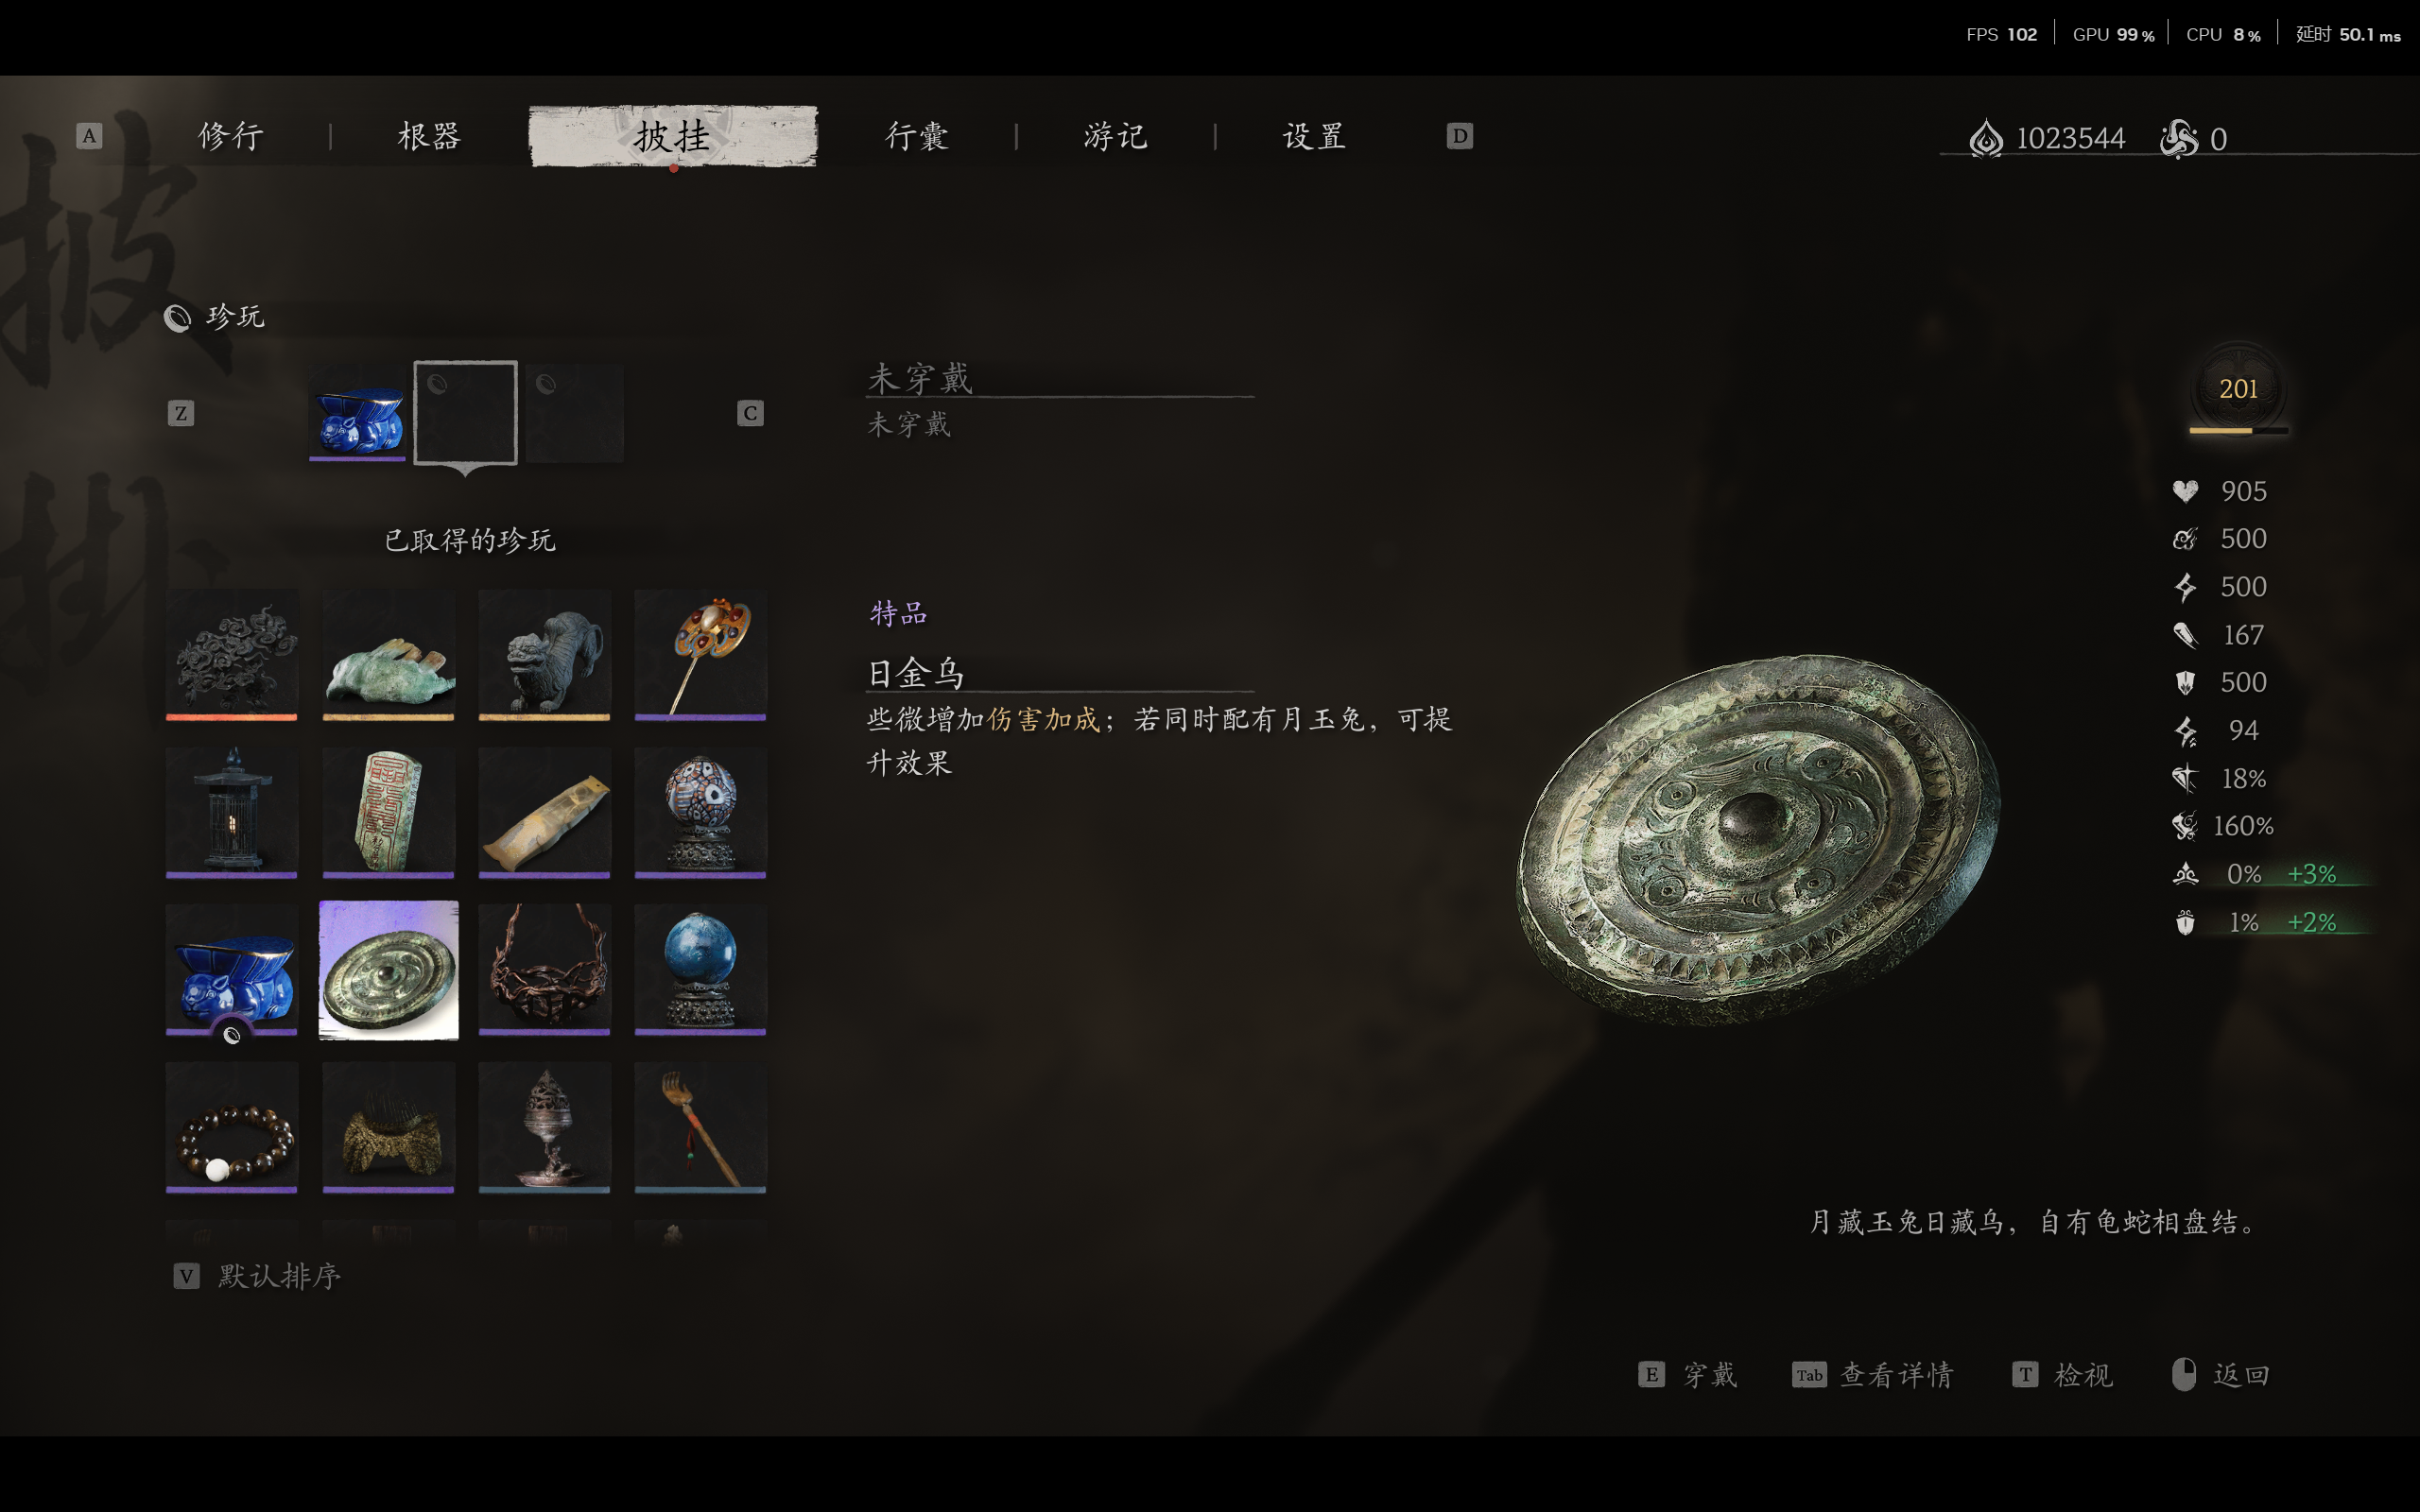 FPS 102 GPU 99% CPU 8% 延时 50.1 ms
A 修行 根器 披挂 行囊 游记 设置 D 1023544 0
披挂
珍玩
Z C
未穿戴
未穿戴
已取得的珍玩
特品
日金乌
些微增加伤害加成；若同时配有月玉兔，可提
升效果
201
905
500
500
167
500
94
18%
160%
0% +3%
1% +2%
月藏玉兔日藏乌，自有龟蛇相盘结。
V 默认排序
E 穿戴 Tab 查看详情 T 检视 返回